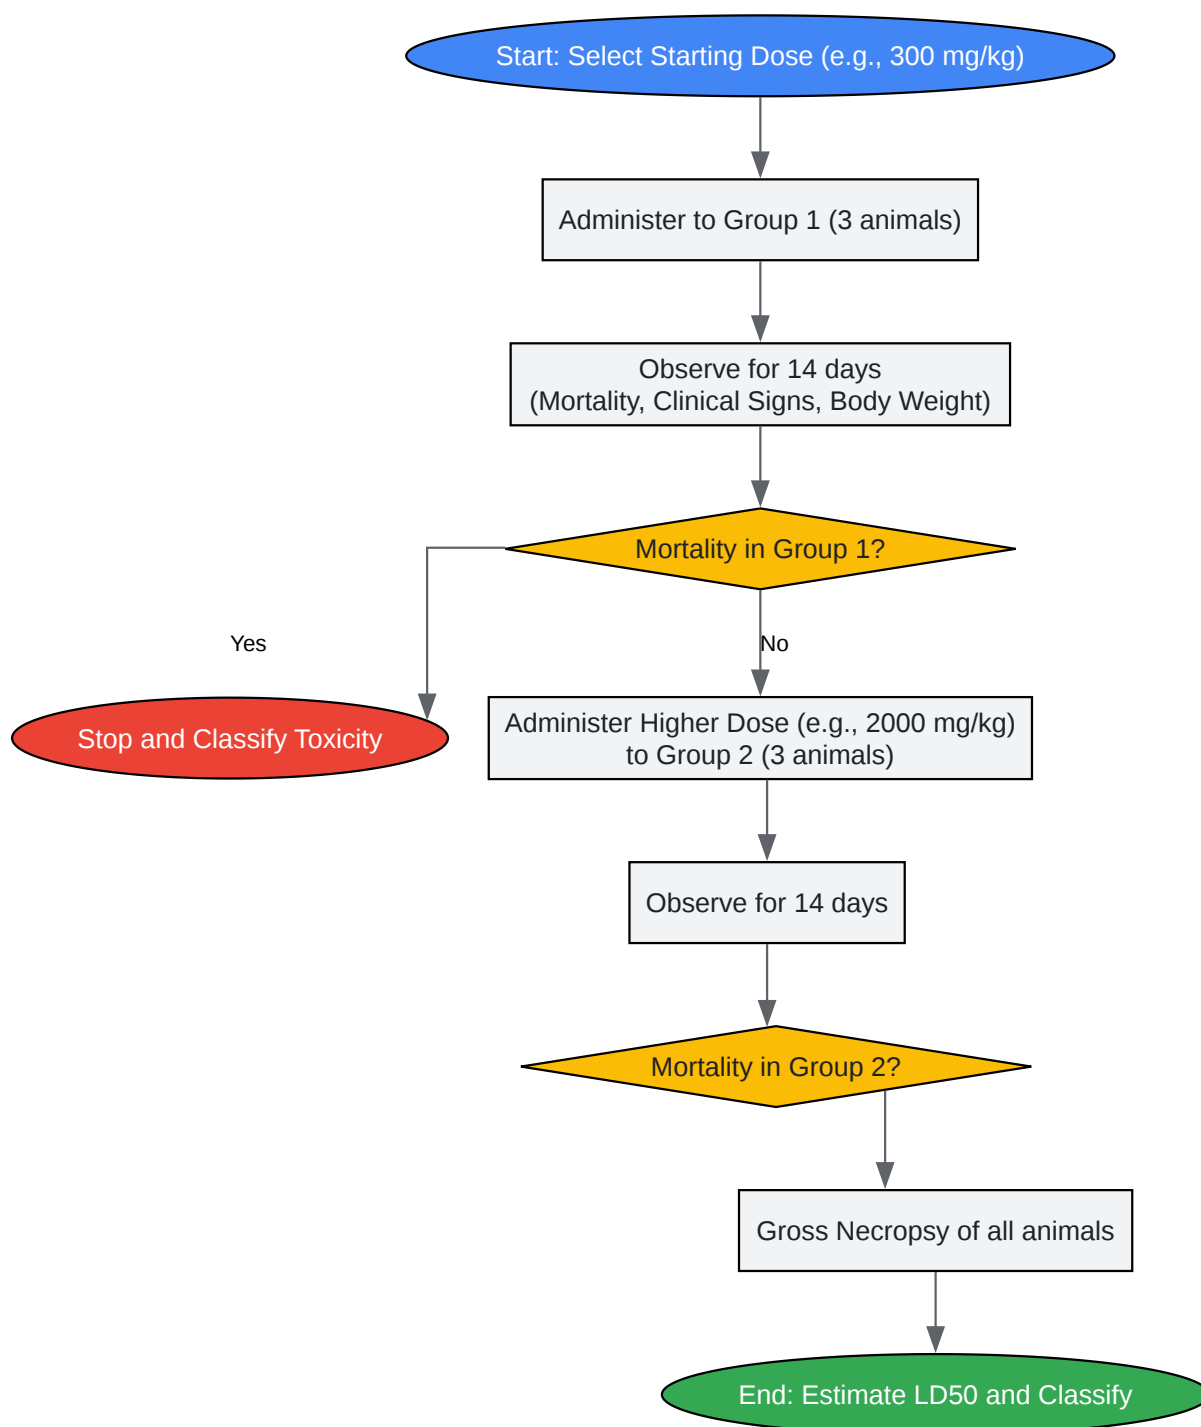 Start: Select Starting Dose (e.g., 300 mg/kg)
Administer to Group 1 (3 animals)
Observe for 14 days
(Mortality, Clinical Signs, Body Weight)
Mortality in Group 1?
Yes
No
Stop and Classify Toxicity
Administer Higher Dose (e.g., 2000 mg/kg)
to Group 2 (3 animals)
Observe for 14 days
Mortality in Group 2?
Gross Necropsy of all animals
End: Estimate LD50 and Classify